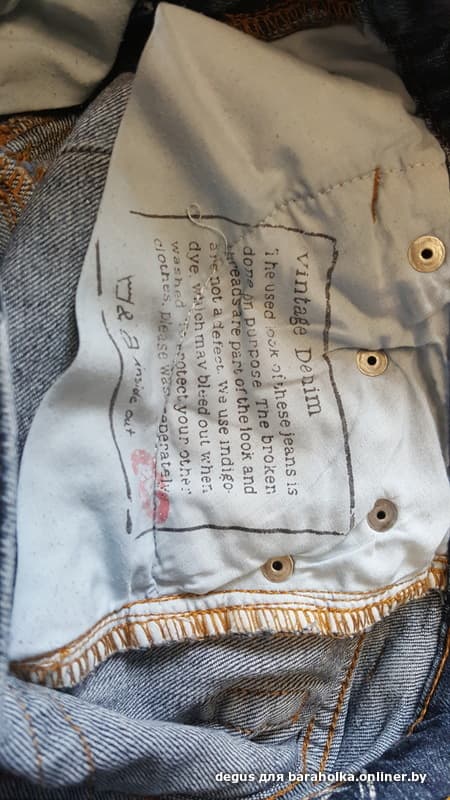 Vintage Denim
The used look of these jeans is
done on purpose. The broken
threads are part of the look and
are not a defect. We use indigo-
dye, which may bleed out when
washed. To protect your other
clothes, please wash seperately
& inside out
degus для baraholka.onliner.by